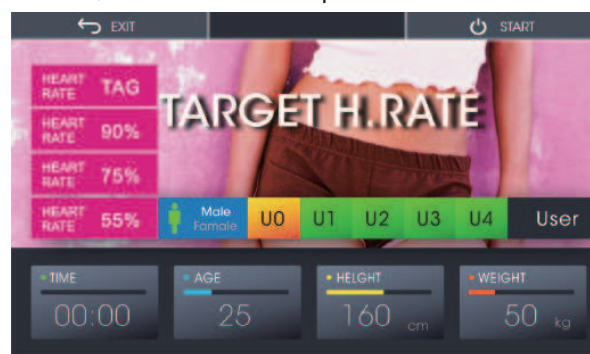 EXIT
START
HEART RATE TAG
TARGET H.RATE
HEART RATE 90%
HEART RATE 75%
HEART RATE 55%
Male
Famale
U0 U1 U2 U3 U4 User
TIME AGE HELGHT WEIGHT
00:00 25 160 cm 50 kg